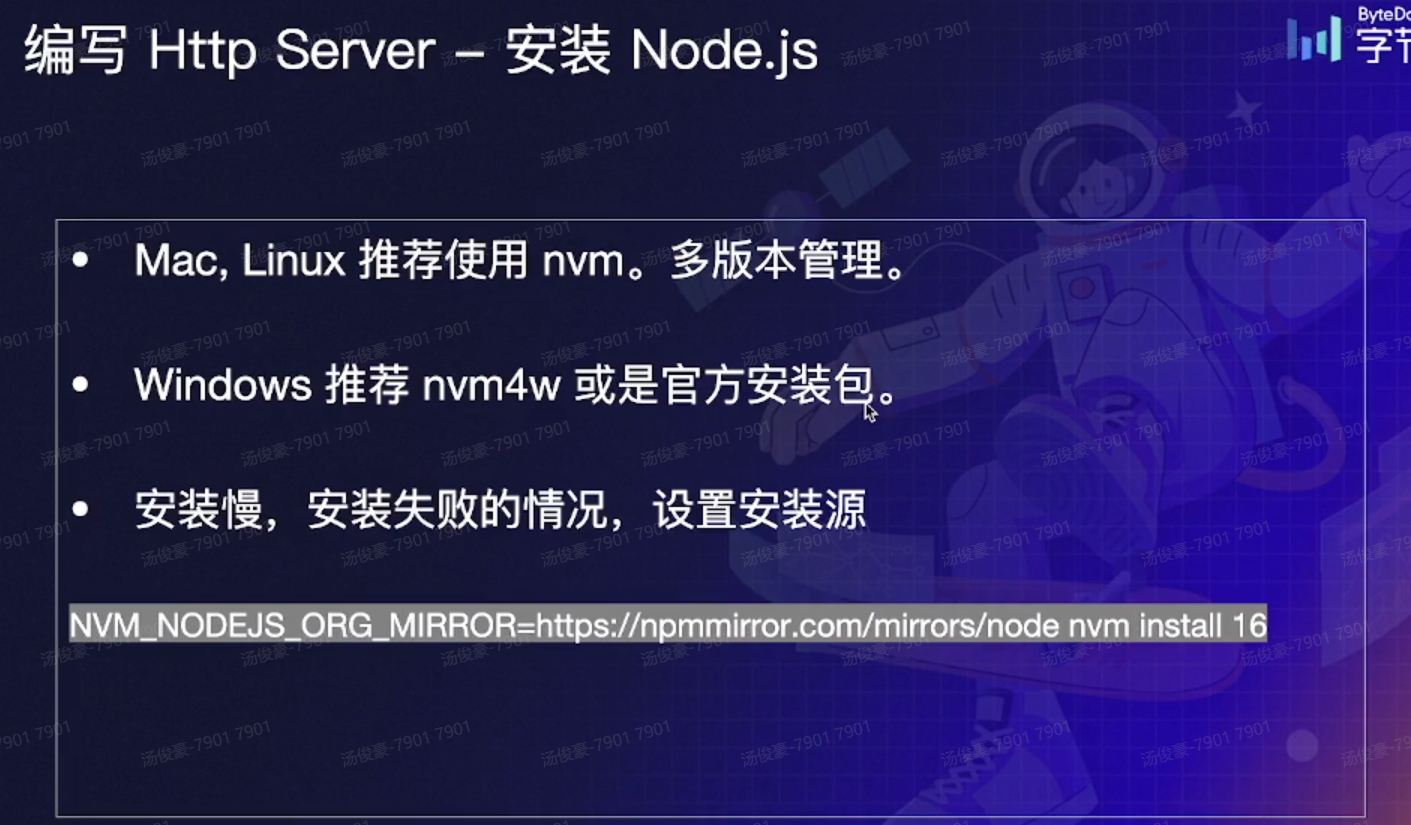 编写 Http Server – 安装 Node.js
ByteDa
字节
• Mac, Linux 推荐使用 nvm。多版本管理。
• Windows 推荐 nvm4w 或是官方安装包。
• 安装慢，安装失败的情况，设置安装源
NVM_NODEJS_ORG_MIRROR=https://npmmirror.com/mirrors/node nvm install 16
汤俊豪-7901 7901